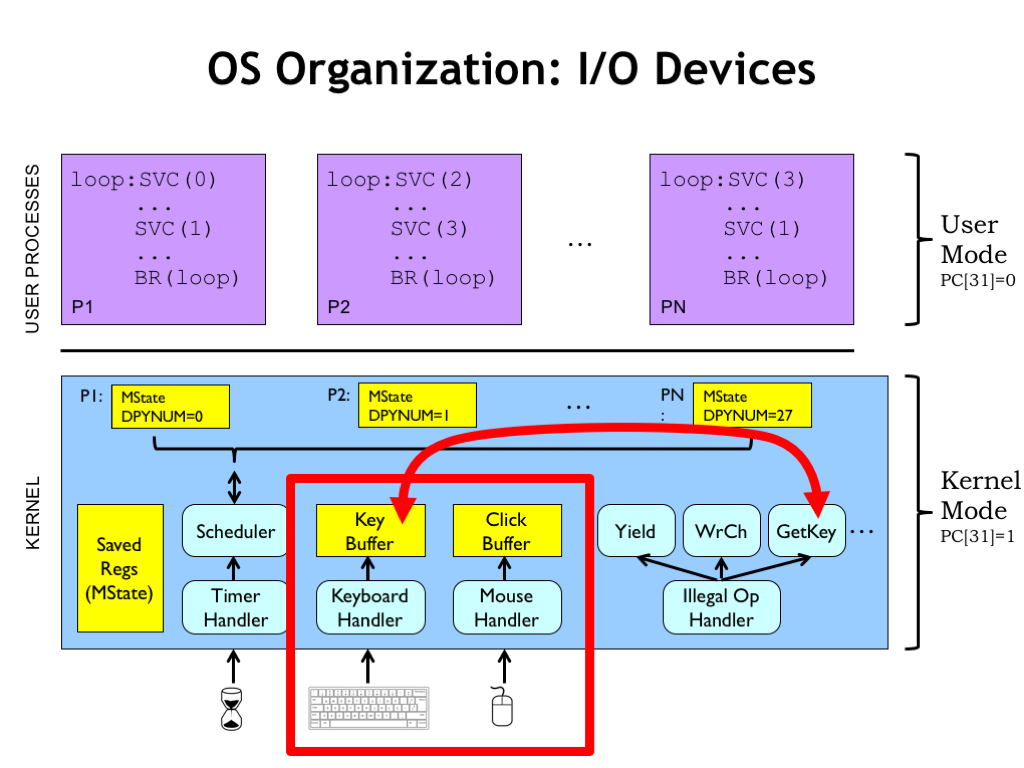 OS Organization: I/O Devices
USER PROCESSES
loop:SVC(0)
...
SVC(1)
...
BR(loop)
P1
loop:SVC(2)
...
SVC(3)
...
BR(loop)
P2
...
loop:SVC(3)
...
SVC(1)
...
BR(loop)
PN
User
Mode
PC[31]=0
KERNEL
P1:
MState
DPYNUM=0
P2:
MState
DPYNUM=1
...
PN
:
MState
DPYNUM=27
Saved
Regs
(MState)
Scheduler
Timer
Handler
Key
Buffer
Keyboard
Handler
Click
Buffer
Mouse
Handler
Yield
WrCh
GetKey
...
Illegal Op
Handler
Kernel
Mode
PC[31]=1